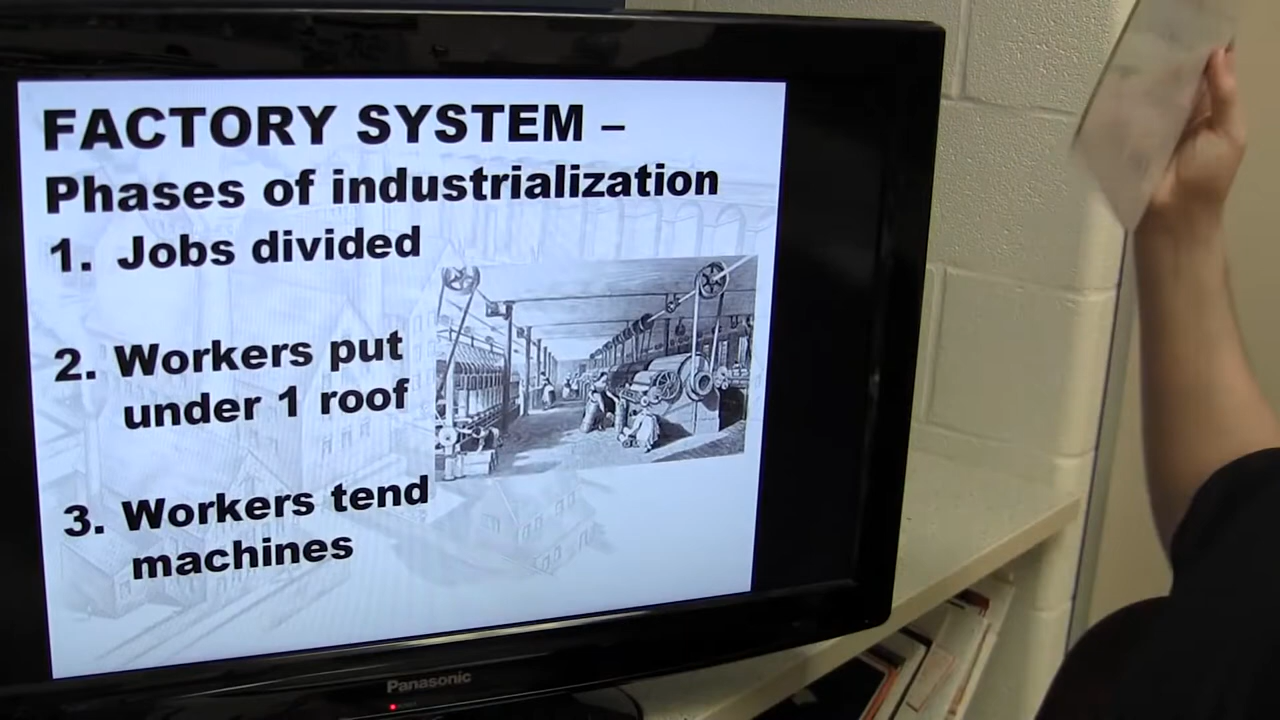 FACTORY SYSTEM –
Phases of industrialization
1. Jobs divided
2. Workers put
under 1 roof
3. Workers tend
machines
Panasonic